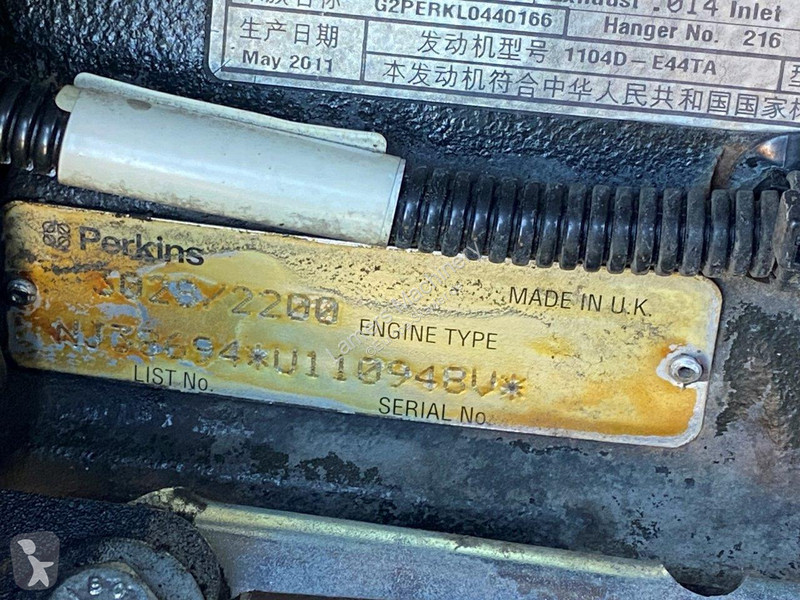 G2PERKL0440166
Exhaust .014 Inlet
生产日期
May 2011
发动机型号 1104D-E44TA
Hanger No. 216
本发动机符合中华人民共和国国家
Perkins
/2200
ENGINE TYPE
MADE IN U.K.
694*U110948V*
LIST No.
SERIAL No.